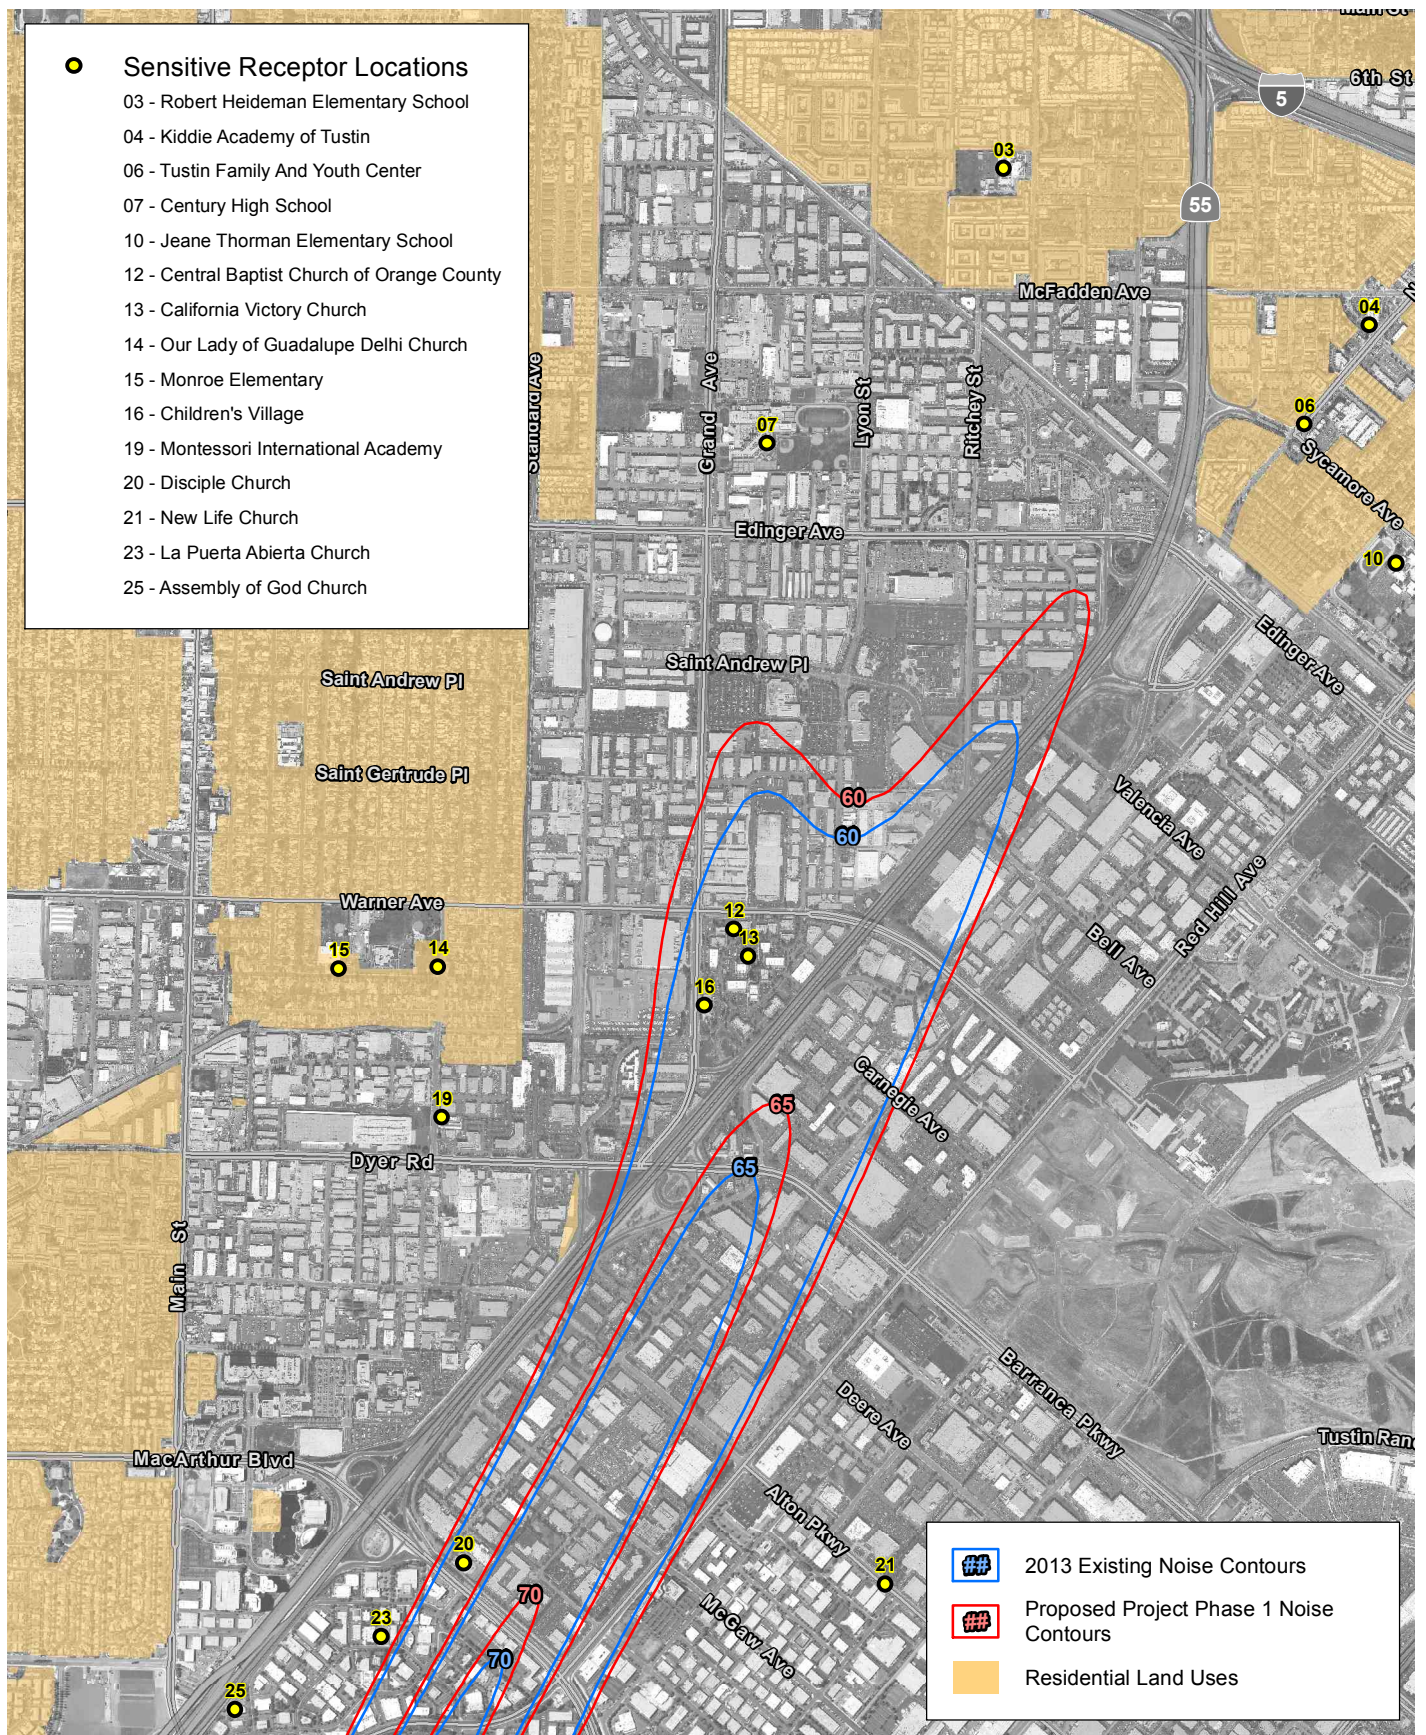 Sensitive Receptor Locations
03 - Robert Heideman Elementary School
04 - Kiddie Academy of Tustin
06 - Tustin Family And Youth Center
07 - Century High School
10 - Jeane Thorman Elementary School
12 - Central Baptist Church of Orange County
13 - California Victory Church
14 - Our Lady of Guadalupe Delhi Church
15 - Monroe Elementary
16 - Children's Village
19 - Montessori International Academy
20 - Disciple Church
21 - New Life Church
23 - La Puerta Abierta Church
25 - Assembly of God Church
Main St
6th St
5
03
55
McFadden Ave
04
N
Standard Ave
Grand Ave
Lyon St
Ritchey St
06
07
Sycamore Ave
Edinger Ave
10
Edinger Ave
Saint Andrew Pl
Saint Andrew Pl
Saint Gertrude Pl
60
60
Valencia Ave
Red Hill Ave
Warner Ave
12
13
15
14
16
Bell Ave
Carnegie Ave
19
65
65
Dyer Rd
Main St
Barranca Pkwy
Deere Ave
MacArthur Blvd
Tustin Ranc
Alton Pkwy
20
21
70
McGaw Ave
23
70
25
##
2013 Existing Noise Contours
##
Proposed Project Phase 1 Noise
Contours
Residential Land Uses